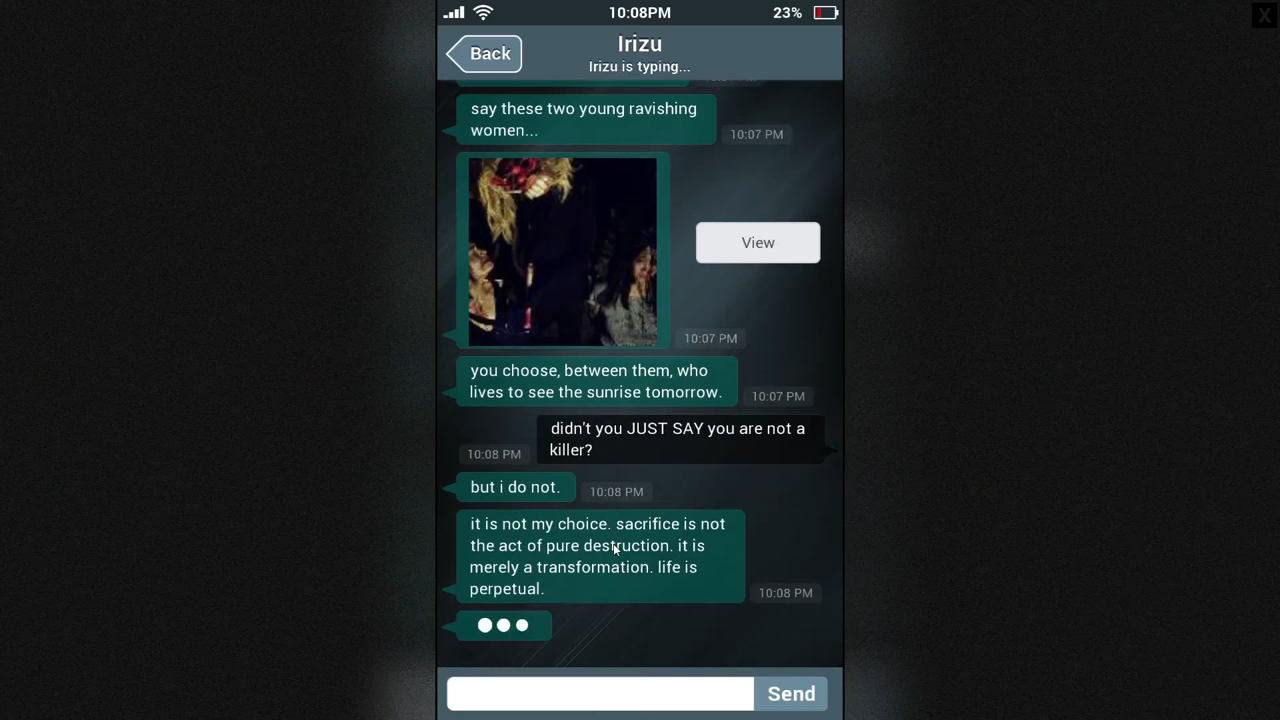 10:08PM
23%
X
Back
Irizu
Irizu is typing...
say these two young ravishing
women...
10:07 PM
View
10:07 PM
you choose, between them, who
lives to see the sunrise tomorrow.
10:07 PM
didn't you JUST SAY you are not a
killer?
10:08 PM
but i do not.
10:08 PM
it is not my choice. sacrifice is not
the act of pure destruction. it is
merely a transformation. life is
perpetual.
10:08 PM
Send